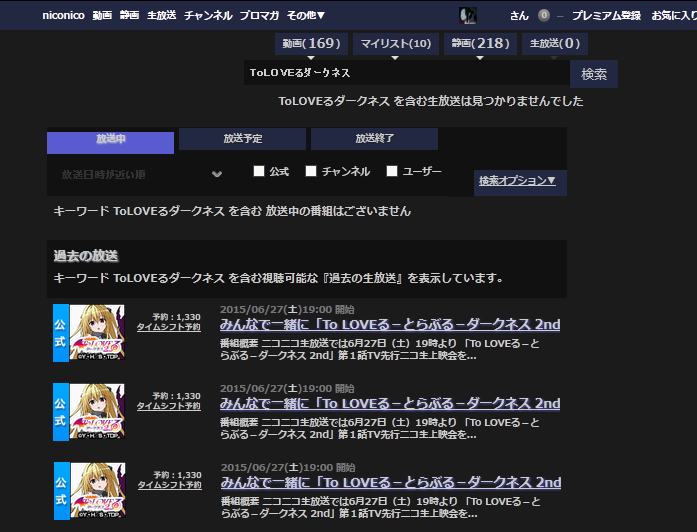 niconico 動画 静画 生放送 チャンネル ブロマガ その他▼ さん 0 − プレミアム登録 お気に入り
動画(169) マイリスト(10) 静画(218) 生放送(0)
ToLOVEるダークネス 検索
ToLOVEるダークネス を含む生放送は見つかりませんでした
放送中 放送予定 放送終了
放送日時が近い順 公式 チャンネル ユーザー
検索オプション▼
キーワード ToLOVEるダークネス を含む 放送中の番組はございません
過去の放送
キーワード ToLOVEるダークネス を含む視聴可能な『過去の生放送』を表示しています。
公式
予約：1,330
タイムシフト予約
2015/06/27(土)19:00 開始
みんなで一緒に「To LOVEる－とらぶる－ダークネス 2nd
番組概要 ニコニコ生放送では6月27日（土）19時より 「To LOVEる－と
らぶる－ダークネス 2nd」第１話TV先行ニコ生上映会を...
公式
予約：1,330
タイムシフト予約
2015/06/27(土)19:00 開始
みんなで一緒に「To LOVEる－とらぶる－ダークネス 2nd
番組概要 ニコニコ生放送では6月27日（土）19時より 「To LOVEる－と
らぶる－ダークネス 2nd」第１話TV先行ニコ生上映会を...
公式
予約：1,330
タイムシフト予約
2015/06/27(土)19:00 開始
みんなで一緒に「To LOVEる－とらぶる－ダークネス 2nd
番組概要 ニコニコ生放送では6月27日（土）19時より 「To LOVEる－と
らぶる－ダークネス 2nd」第１話TV先行ニコ生上映会を...